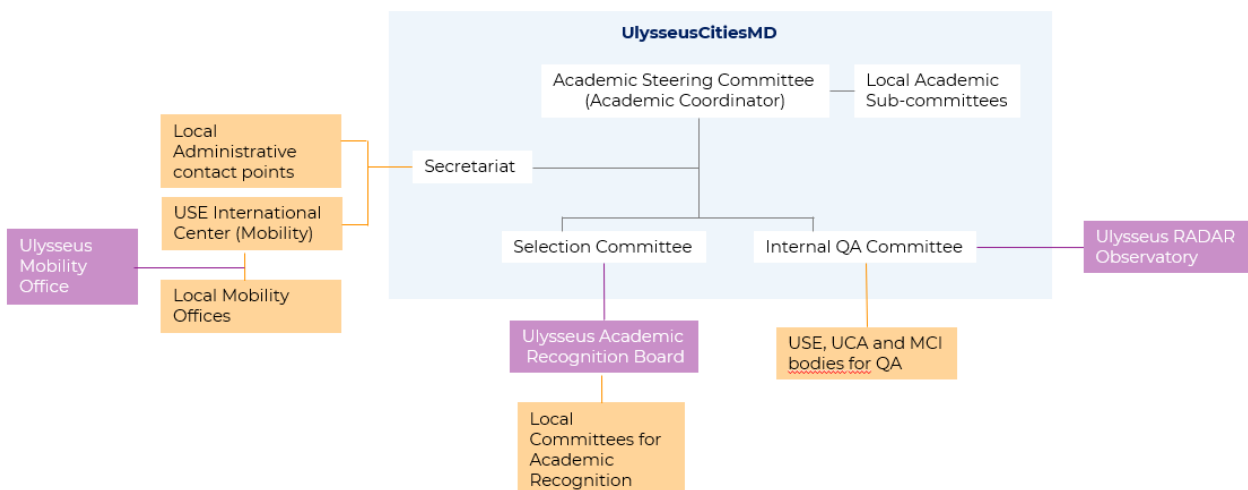 UlysseusCitiesMD
Academic Steering Committee
(Academic Coordinator)
Local Academic
Sub-committees
Local
Administrative
contact points
Secretariat
USE International
Center (Mobility)
Ulysseus
Mobility
Office
Local Mobility
Offices
Selection Committee
Internal QA Committee
Ulysseus RADAR
Observatory
Ulysseus Academic
Recognition Board
USE, UCA and MCI
bodies for QA
Local
Committees for
Academic
Recognition